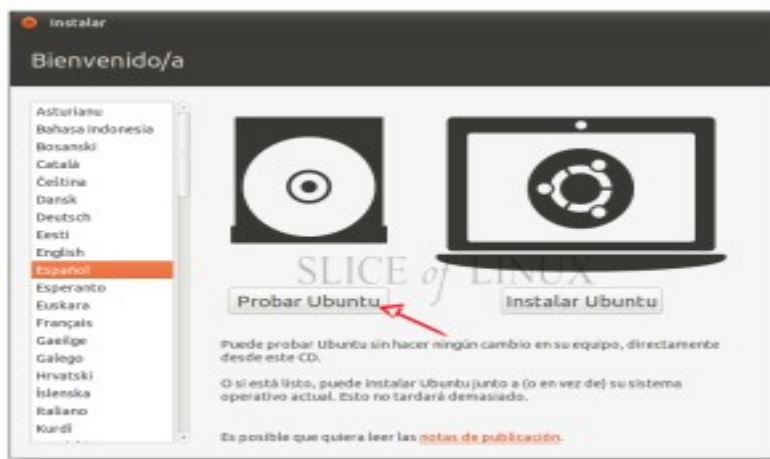 Instalar
Bienvenido/a
Asturianu
Bahasa Indonesia
Bosanski
Català
Čeština
Dansk
Deutsch
Eesti
English
Español
Esperanto
Euskara
Français
Gaeilge
Galego
Hrvatski
Íslenska
Italiano
Kurdî
SLICE of LINUX
Probar Ubuntu
Instalar Ubuntu
Puede probar Ubuntu sin hacer ningún cambio en su equipo, directamente
desde este CD.
O si está listo, puede instalar Ubuntu junto a (o en vez de) su sistema
operativo actual. Esto no tardará demasiado.
Es posible que quiera leer las notas de publicación.